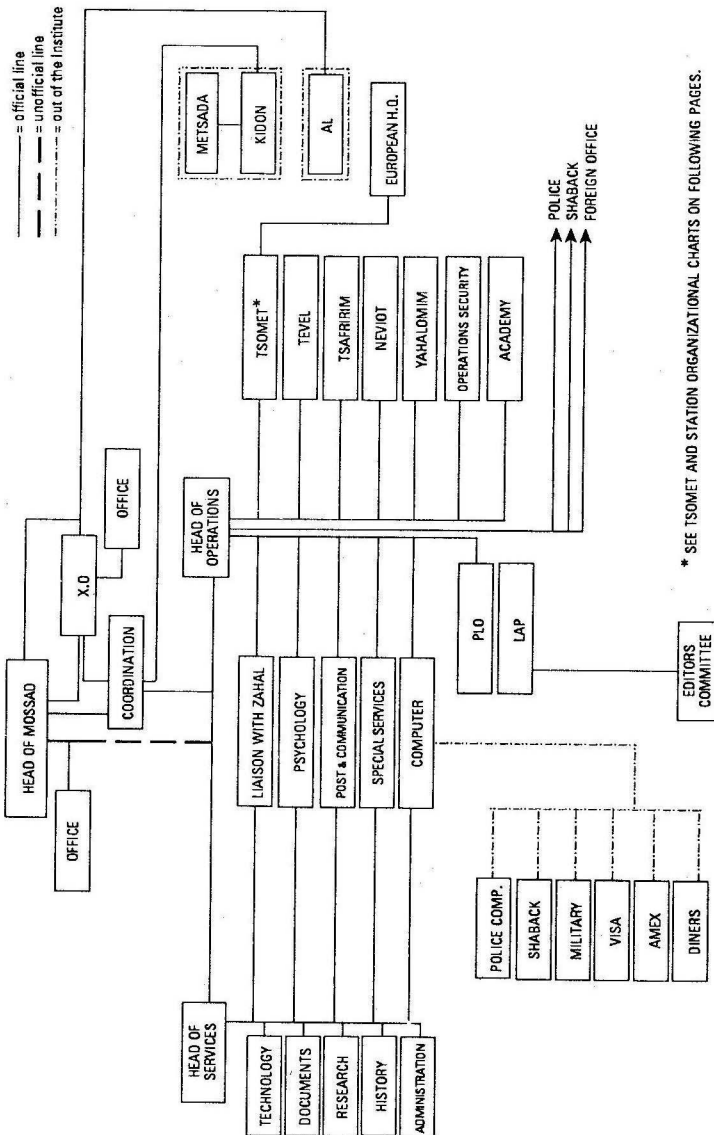 ——— = official line
— — = unofficial line
-·-·- = out of the Institute
HEAD OF MOSSAD
OFFICE
X.O
OFFICE
COORDINATION
METSADA
KIDON
AL
HEAD OF
SERVICES
HEAD OF
OPERATIONS
TECHNOLOGY
DOCUMENTS
RESEARCH
HISTORY
ADMINISTRATION
LIAISON WITH ZAHAL
PSYCHOLOGY
POST & COMMUNICATION
SPECIAL SERVICES
COMPUTER
TSOMET*
TEVEL
TSAFRIRIM
NEVIOT
YAHALOMIM
OPERATIONS SECURITY
ACADEMY
EUROPEAN H.Q.
POLICE COMP.
SHABACK
MILITARY
VISA
AMEX
DINERS
PLO
LAP
EDITORS
COMMITTEE
POLICE
SHABACK
FOREIGN OFFICE
* SEE TSOMET AND STATION ORGANIZATIONAL CHARTS ON FOLLOWING PAGES.